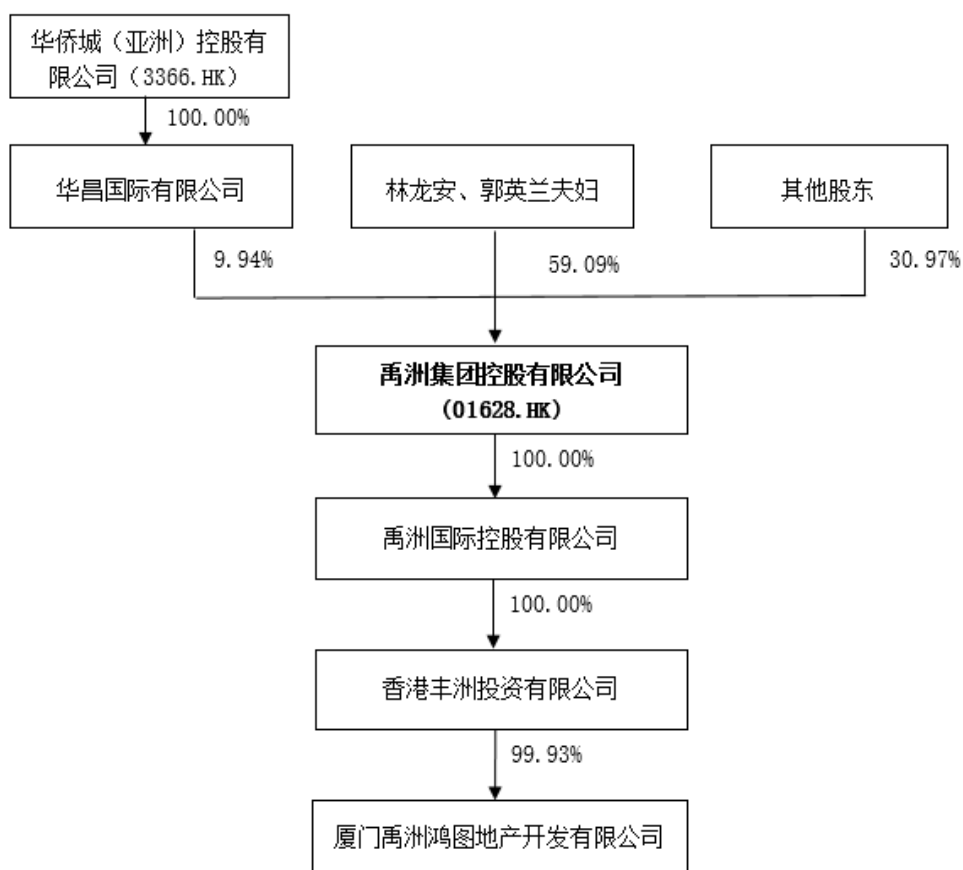 华侨城（亚洲）控股有
限公司（3366.HK）
100.00%
华昌国际有限公司
林龙安、郭英兰夫妇
其他股东
9.94%
59.09%
30.97%
禹洲集团控股有限公司
(01628.HK)
100.00%
禹洲国际控股有限公司
100.00%
香港丰洲投资有限公司
99.93%
厦门禹洲鸿图地产开发有限公司